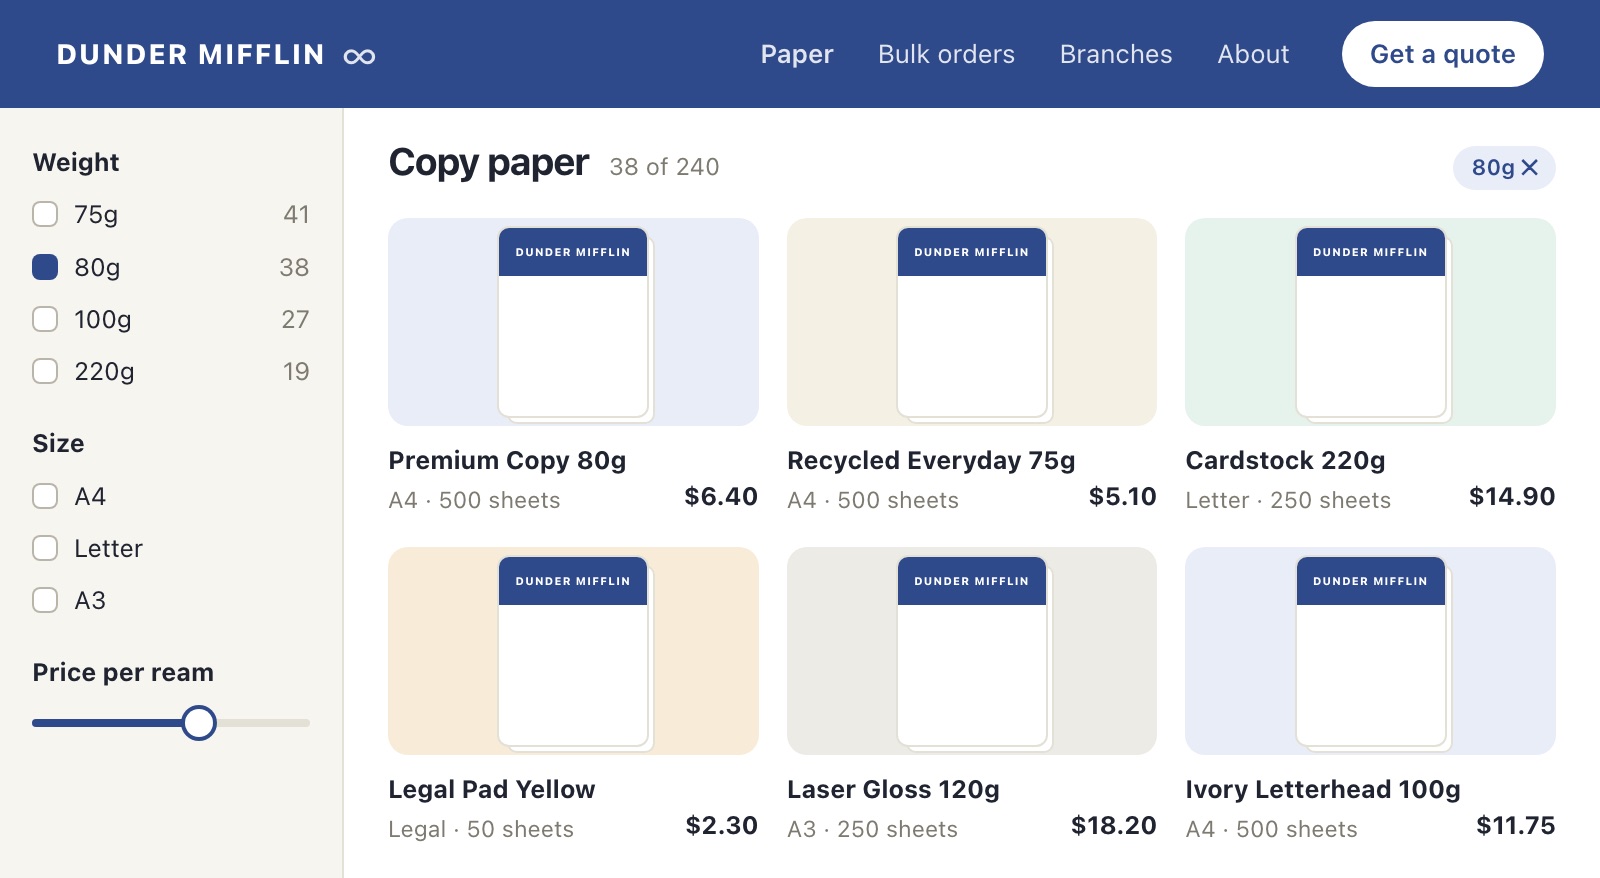 DUNDER MIFFLIN ∞
Paper Bulk orders Branches About Get a quote
Weight
75g 41
80g 38
100g 27
220g 19
Size
A4
Letter
A3
Price per ream
Copy paper 38 of 240
80g ✕
DUNDER MIFFLIN
Premium Copy 80g
A4 · 500 sheets $6.40
DUNDER MIFFLIN
Recycled Everyday 75g
A4 · 500 sheets $5.10
DUNDER MIFFLIN
Cardstock 220g
Letter · 250 sheets $14.90
DUNDER MIFFLIN
Legal Pad Yellow
Legal · 50 sheets $2.30
DUNDER MIFFLIN
Laser Gloss 120g
A3 · 250 sheets $18.20
DUNDER MIFFLIN
Ivory Letterhead 100g
A4 · 500 sheets $11.75